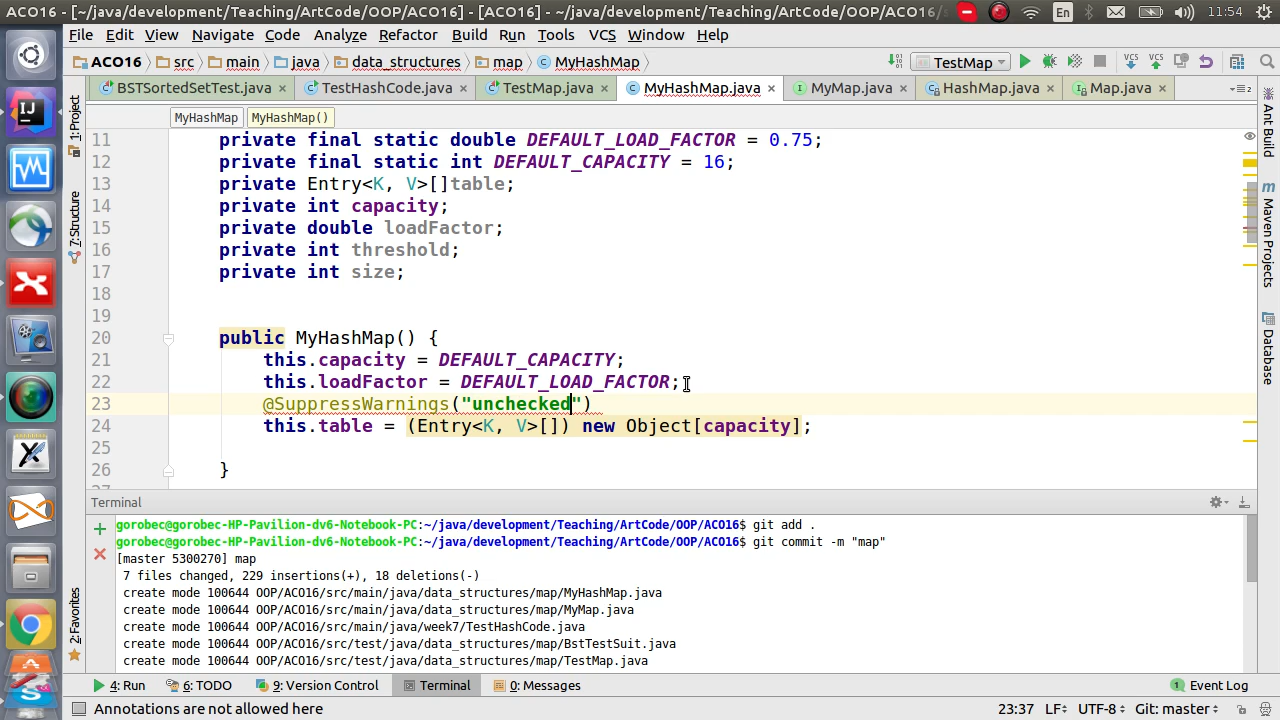 ACO16 - [~/java/development/Teaching/ArtCode/OOP/ACO16] - [ACO16] - ~/java/development/Teaching/ArtCode/OOP/ACO16/s
En
11:54
File Edit View Navigate Code Analyze Refactor Build Run Tools VCS Window Help
ACO16 src main java data_structures map MyHashMap
TestMap
VCS VCS
BSTSortedSetTest.java TestHashCode.java TestMap.java MyHashMap.java MyMap.java HashMap.java Map.java
MyHashMap MyHashMap()
11 private final static double DEFAULT_LOAD_FACTOR = 0.75;
12 private final static int DEFAULT_CAPACITY = 16;
13 private Entry<K, V>[]table;
14 private int capacity;
15 private double loadFactor;
16 private int threshold;
17 private int size;
18
19
20 public MyHashMap() {
21 this.capacity = DEFAULT_CAPACITY;
22 this.loadFactor = DEFAULT_LOAD_FACTOR;
23 @SuppressWarnings("unchecked")
24 this.table = (Entry<K, V>[]) new Object[capacity];
25
26 }
27
1: Project
7: Structure
2: Favorites
Ant Build
Maven Projects
Database
Terminal
gorobec@gorobec-HP-Pavilion-dv6-Notebook-PC:~/java/development/Teaching/ArtCode/OOP/ACO16$ git add .
gorobec@gorobec-HP-Pavilion-dv6-Notebook-PC:~/java/development/Teaching/ArtCode/OOP/ACO16$ git commit -m "map"
[master 5300270] map
7 files changed, 229 insertions(+), 18 deletions(-)
create mode 100644 OOP/ACO16/src/main/java/data_structures/map/MyHashMap.java
create mode 100644 OOP/ACO16/src/main/java/data_structures/map/MyMap.java
create mode 100644 OOP/ACO16/src/main/java/week7/TestHashCode.java
create mode 100644 OOP/ACO16/src/test/java/data_structures/map/BstTestSuit.java
create mode 100644 OOP/ACO16/src/test/java/data_structures/map/TestMap.java
4: Run 6: TODO 9: Version Control Terminal 0: Messages 1 Event Log
Annotations are not allowed here 23:37 LF÷ UTF-8÷ Git: master÷